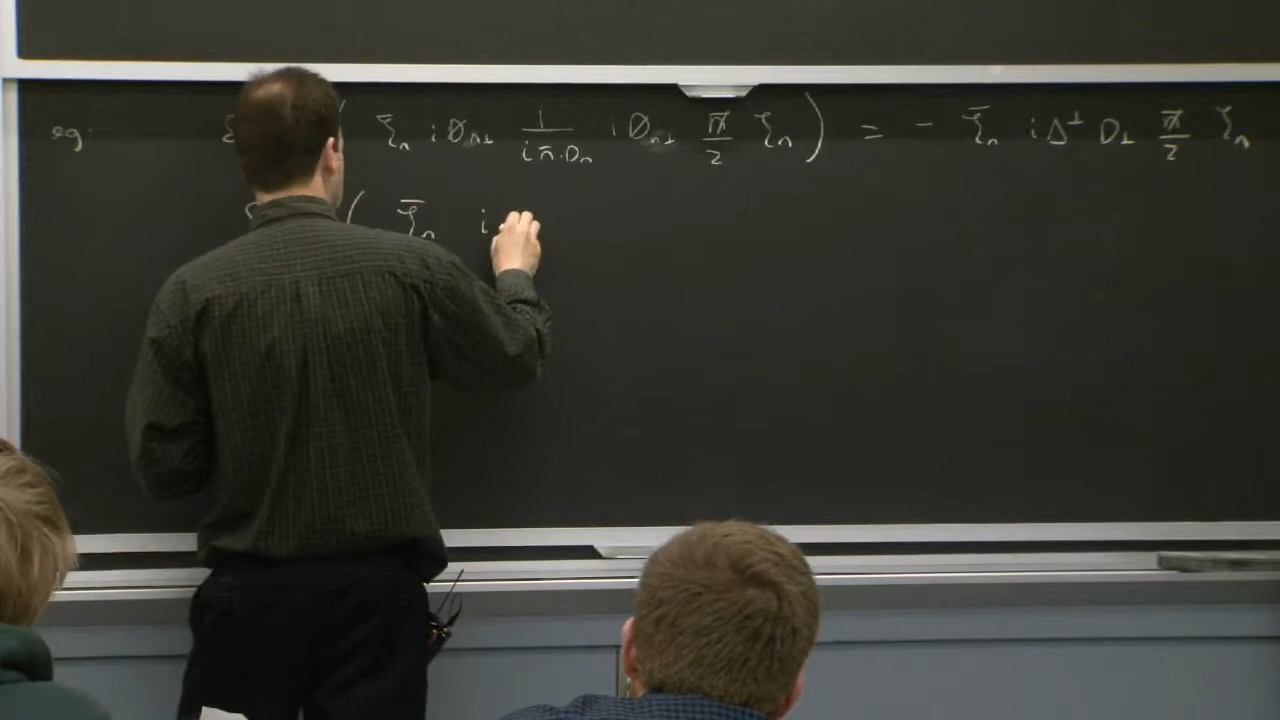 eg: ( ξ̄ₙ i D̸ₙ⊥ 1/(i n̄·Dₙ) i D̸ₙ⊥ n̸̄/2 ξₙ ) = - ξ̄ₙ i Δ^⊥ D⊥ n̸̄/2 ξₙ
( ξ̄ₙ i